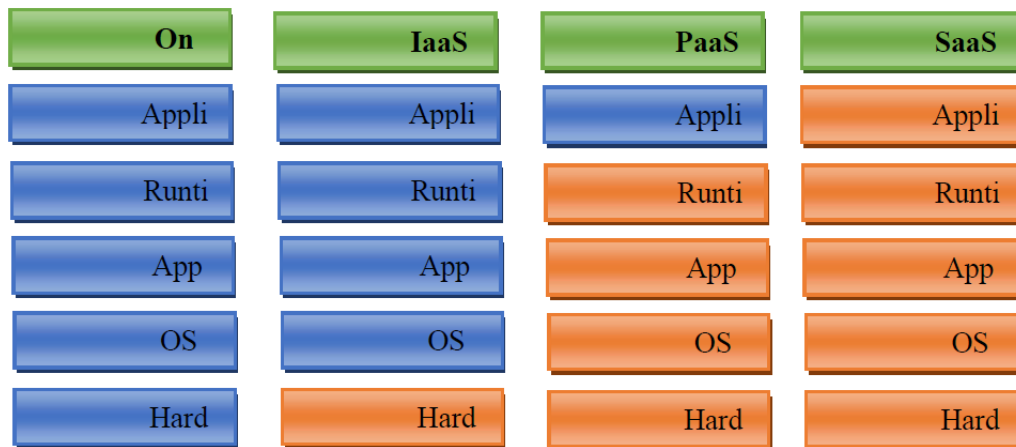 On IaaS PaaS SaaS
Appli Appli Appli Appli
Runti Runti Runti Runti
App App App App
OS OS OS OS
Hard Hard Hard Hard